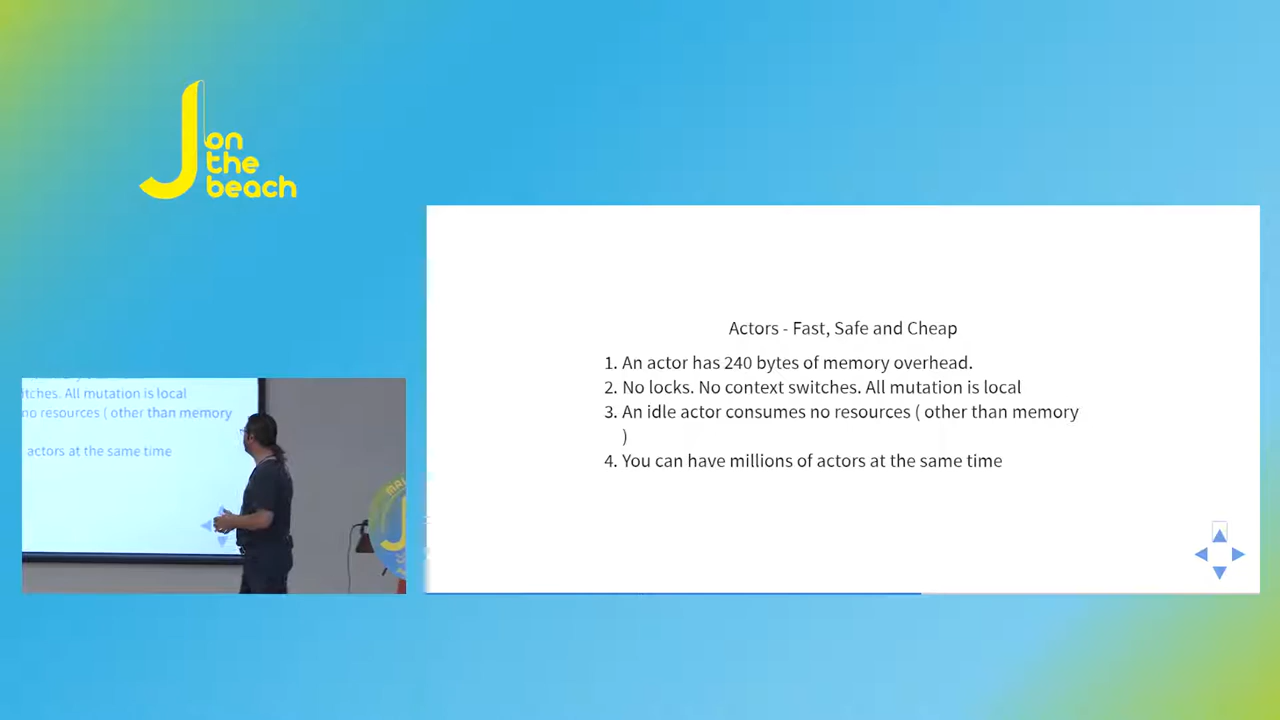 J on
the
beach
Actors - Fast, Safe and Cheap
1. An actor has 240 bytes of memory overhead.
2. No locks. No context switches. All mutation is local
3. An idle actor consumes no resources ( other than memory
)
4. You can have millions of actors at the same time
itches. All mutation is local
no resources ( other than memory
actors at the same time
J